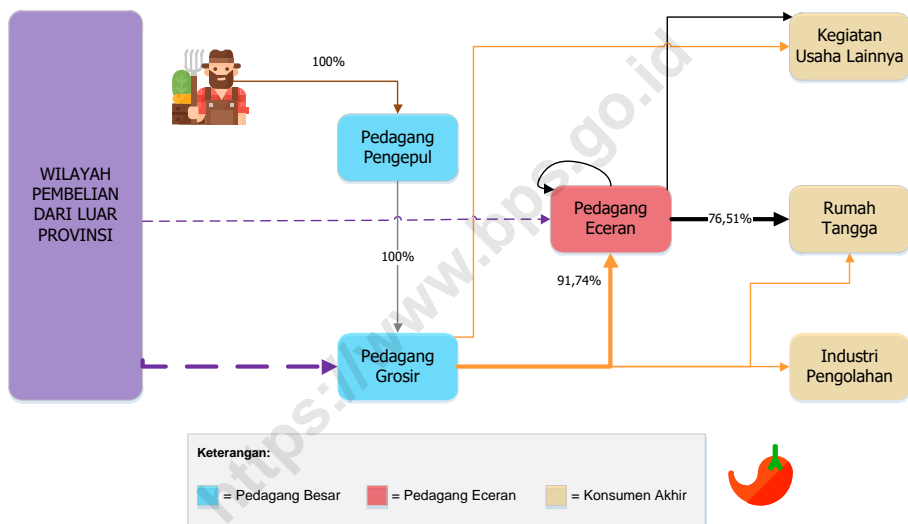 Kegiatan
Usaha Lainnya
100%
Pedagang
Pengepul
WILAYAH
PEMBELIAN
DARI LUAR
PROVINSI
Pedagang
Eceran
76,51%
Rumah
Tangga
100%
91,74%
Pedagang
Grosir
Industri
Pengolahan
Keterangan:
= Pedagang Besar
= Pedagang Eceran
= Konsumen Akhir
https://www.bps.go.id